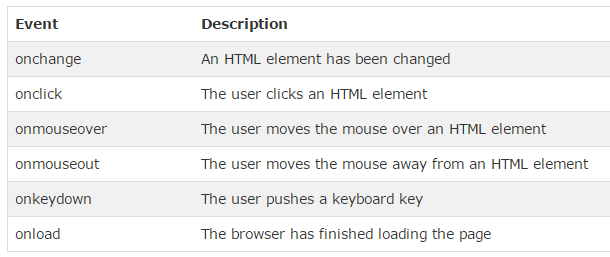 Event Description
onchange An HTML element has been changed
onclick The user clicks an HTML element
onmouseover The user moves the mouse over an HTML element
onmouseout The user moves the mouse away from an HTML element
onkeydown The user pushes a keyboard key
onload The browser has finished loading the page